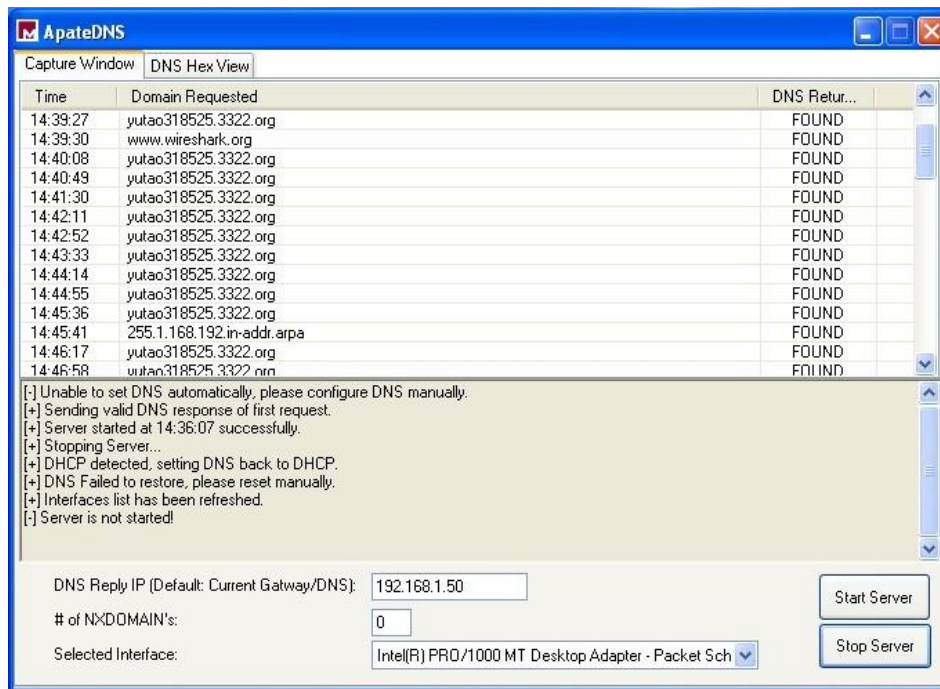 ApateDNS
Capture Window DNS Hex View
Time Domain Requested DNS Retur...
14:39:27 yutao318525.3322.org FOUND
14:39:30 www.wireshark.org FOUND
14:40:08 yutao318525.3322.org FOUND
14:40:49 yutao318525.3322.org FOUND
14:41:30 yutao318525.3322.org FOUND
14:42:11 yutao318525.3322.org FOUND
14:42:52 yutao318525.3322.org FOUND
14:43:33 yutao318525.3322.org FOUND
14:44:14 yutao318525.3322.org FOUND
14:44:55 yutao318525.3322.org FOUND
14:45:36 yutao318525.3322.org FOUND
14:45:41 255.1.168.192.in-addr.arpa FOUND
14:46:17 yutao318525.3322.org FOUND
14:46:58 yutao318525.3322.org FOUND
[-] Unable to set DNS automatically, please configure DNS manually.
[+] Sending valid DNS response of first request.
[+] Server started at 14:36:07 successfully.
[+] Stopping Server...
[+] DHCP detected, setting DNS back to DHCP.
[+] DNS Failed to restore, please reset manually.
[+] Interfaces list has been refreshed.
[-] Server is not started!
DNS Reply IP (Default: Current Gatway/DNS): 192.168.1.50
# of NXDOMAIN's: 0
Selected Interface: Intel(R) PRO/1000 MT Desktop Adapter - Packet Sch
Start Server
Stop Server